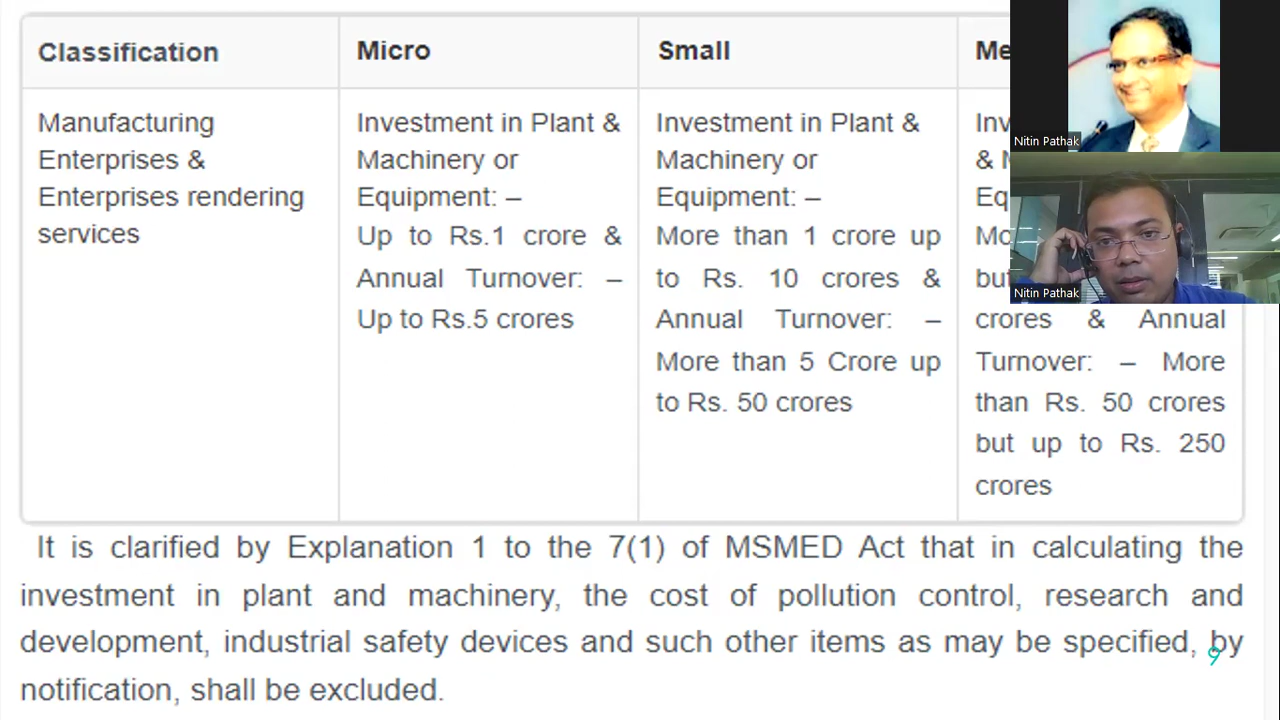 Classification
Micro
Small
Me
Manufacturing
Enterprises &
Enterprises rendering
services
Investment in Plant &
Machinery or
Equipment: –
Up to Rs.1 crore &
Annual Turnover: –
Up to Rs.5 crores
Investment in Plant &
Machinery or
Equipment: –
More than 1 crore up
to Rs. 10 crores &
Annual Turnover: –
More than 5 Crore up
to Rs. 50 crores
Inv
& M
Eq
Mo
but
crores & Annual
Turnover: – More
than Rs. 50 crores
but up to Rs. 250
crores
Nitin Pathak
Nitin Pathak
It is clarified by Explanation 1 to the 7(1) of MSMED Act that in calculating the
investment in plant and machinery, the cost of pollution control, research and
development, industrial safety devices and such other items as may be specified, by
notification, shall be excluded.
9